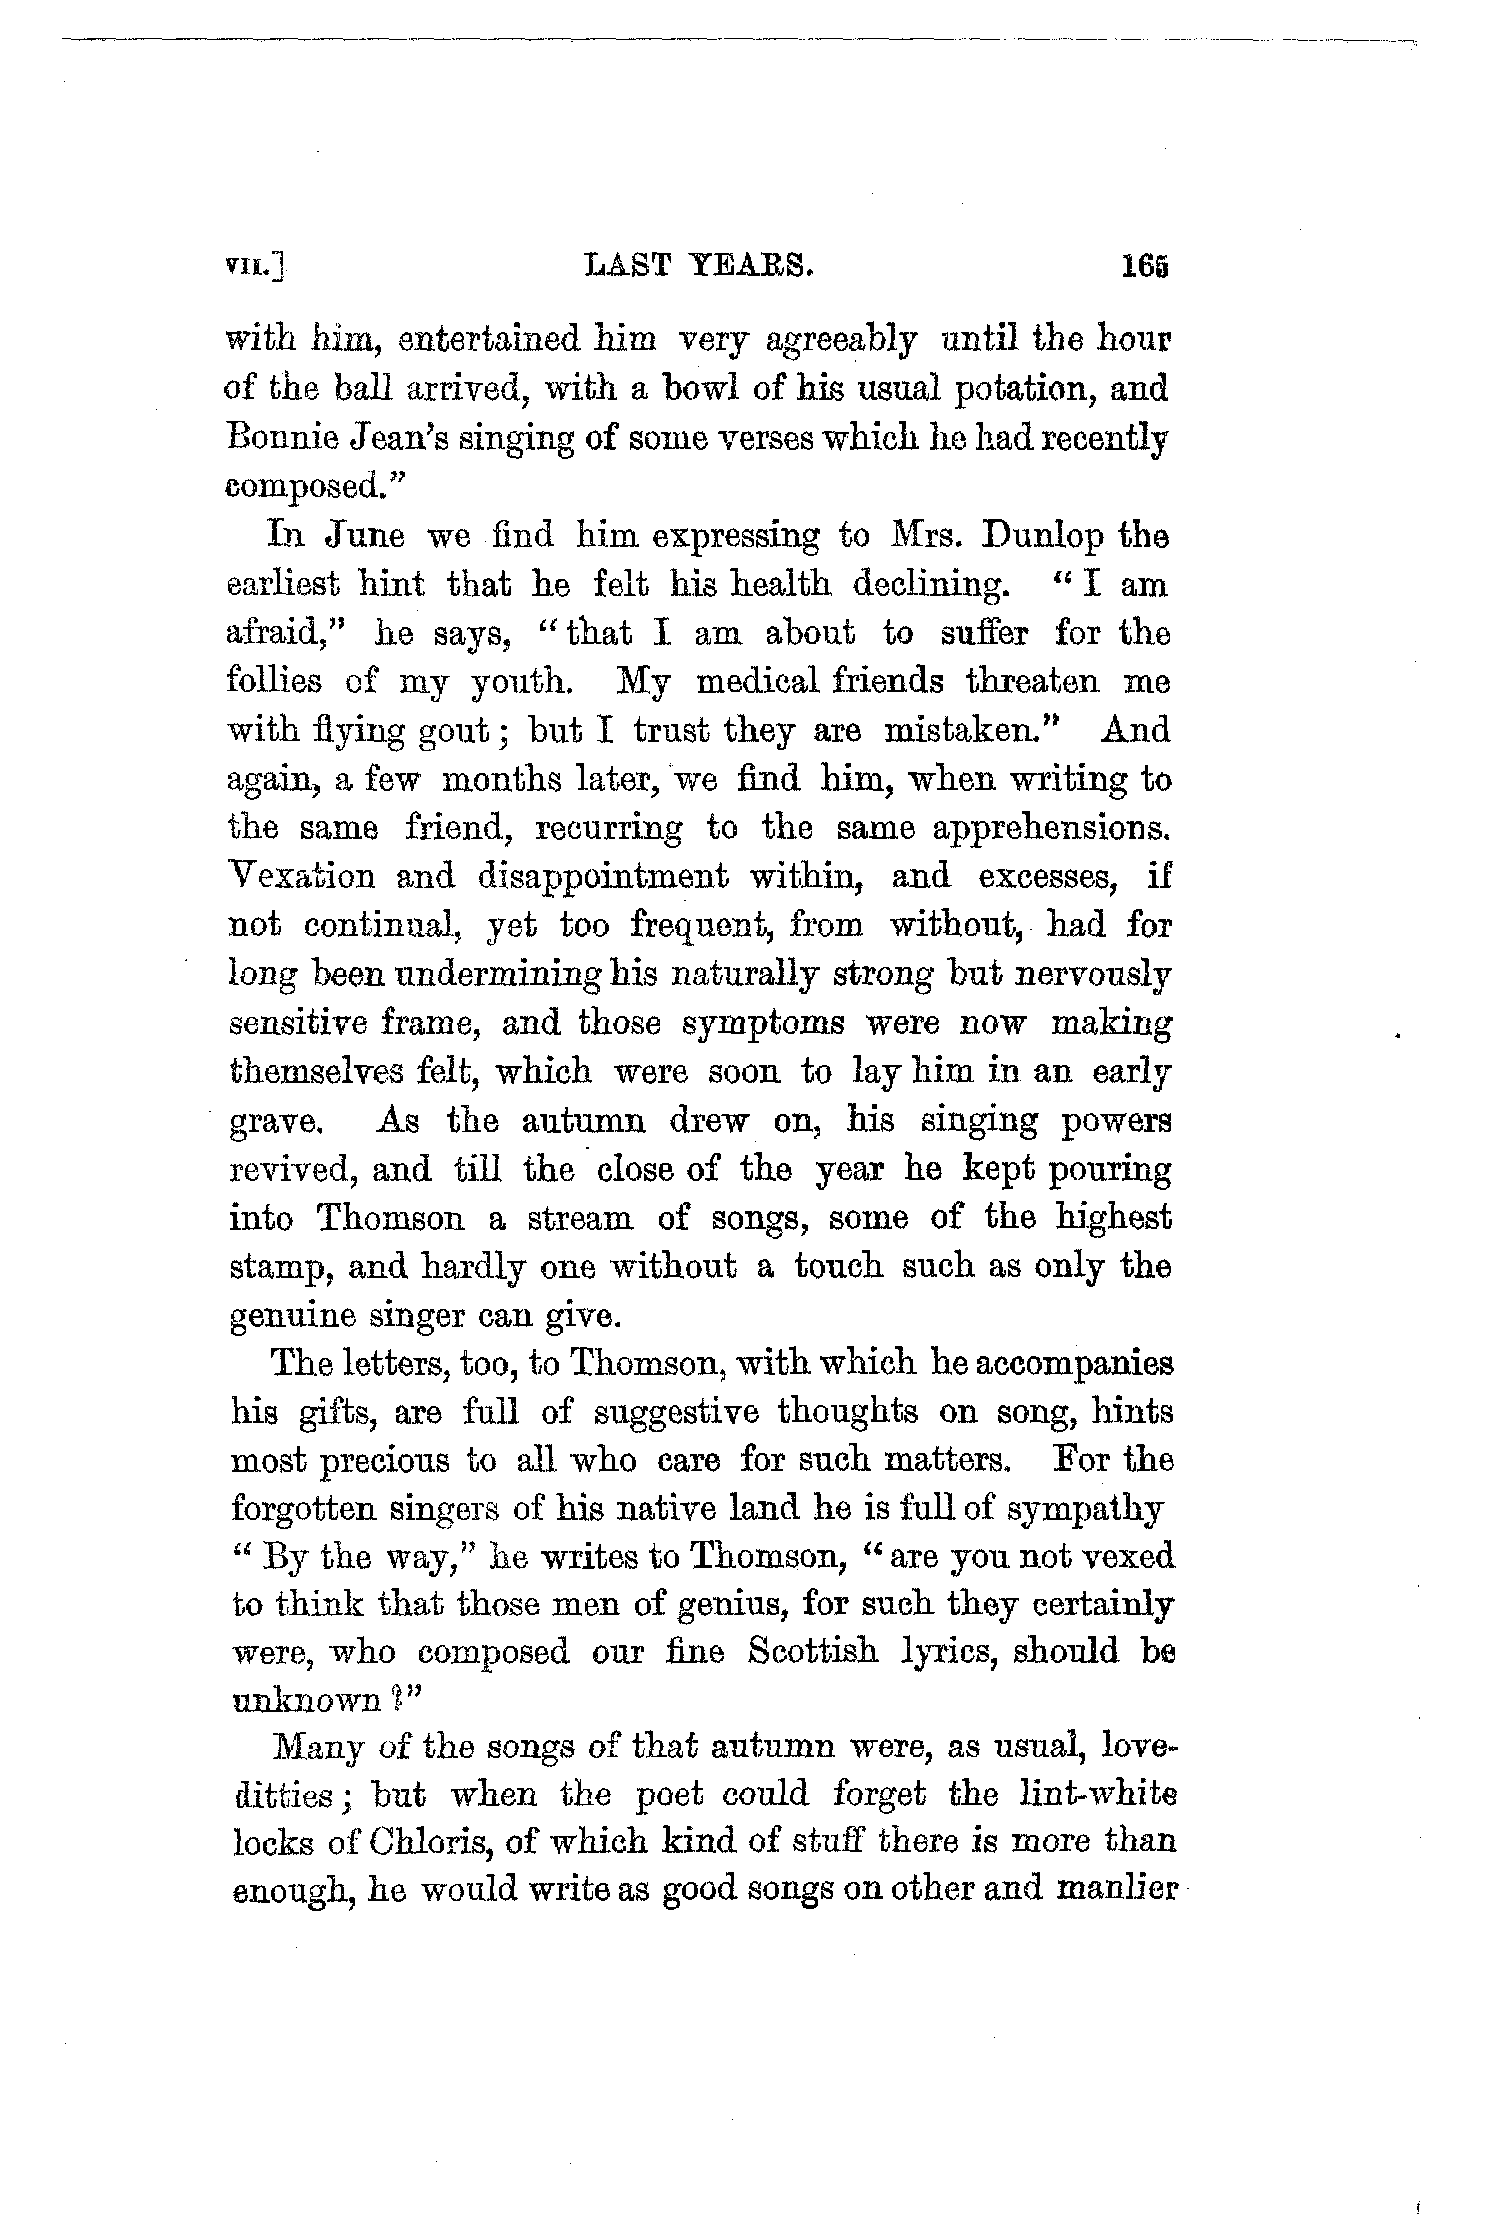 VII.] LAST YEARS. 165
with him, entertained him very agreeably until the hour
of the ball arrived, with a bowl of his usual potation, and
Bonnie Jean's singing of some verses which he had recently
composed."
In June we find him expressing to Mrs. Dunlop the
earliest hint that he felt his health declining. "I am
afraid," he says, "that I am about to suffer for the
follies of my youth. My medical friends threaten me
with flying gout; but I trust they are mistaken." And
again, a few months later, we find him, when writing to
the same friend, recurring to the same apprehensions.
Vexation and disappointment within, and excesses, if
not continual, yet too frequent, from without, had for
long been undermining his naturally strong but nervously
sensitive frame, and those symptoms were now making
themselves felt, which were soon to lay him in an early
grave. As the autumn drew on, his singing powers
revived, and till the close of the year he kept pouring
into Thomson a stream of songs, some of the highest
stamp, and hardly one without a touch such as only the
genuine singer can give.
The letters, too, to Thomson, with which he accompanies
his gifts, are full of suggestive thoughts on song, hints
most precious to all who care for such matters. For the
forgotten singers of his native land he is full of sympathy
"By the way," he writes to Thomson, "are you not vexed
to think that those men of genius, for such they certainly
were, who composed our fine Scottish lyrics, should be
unknown?"
Many of the songs of that autumn were, as usual, love-
ditties; but when the poet could forget the lint-white
locks of Chloris, of which kind of stuff there is more than
enough, he would write as good songs on other and manlier